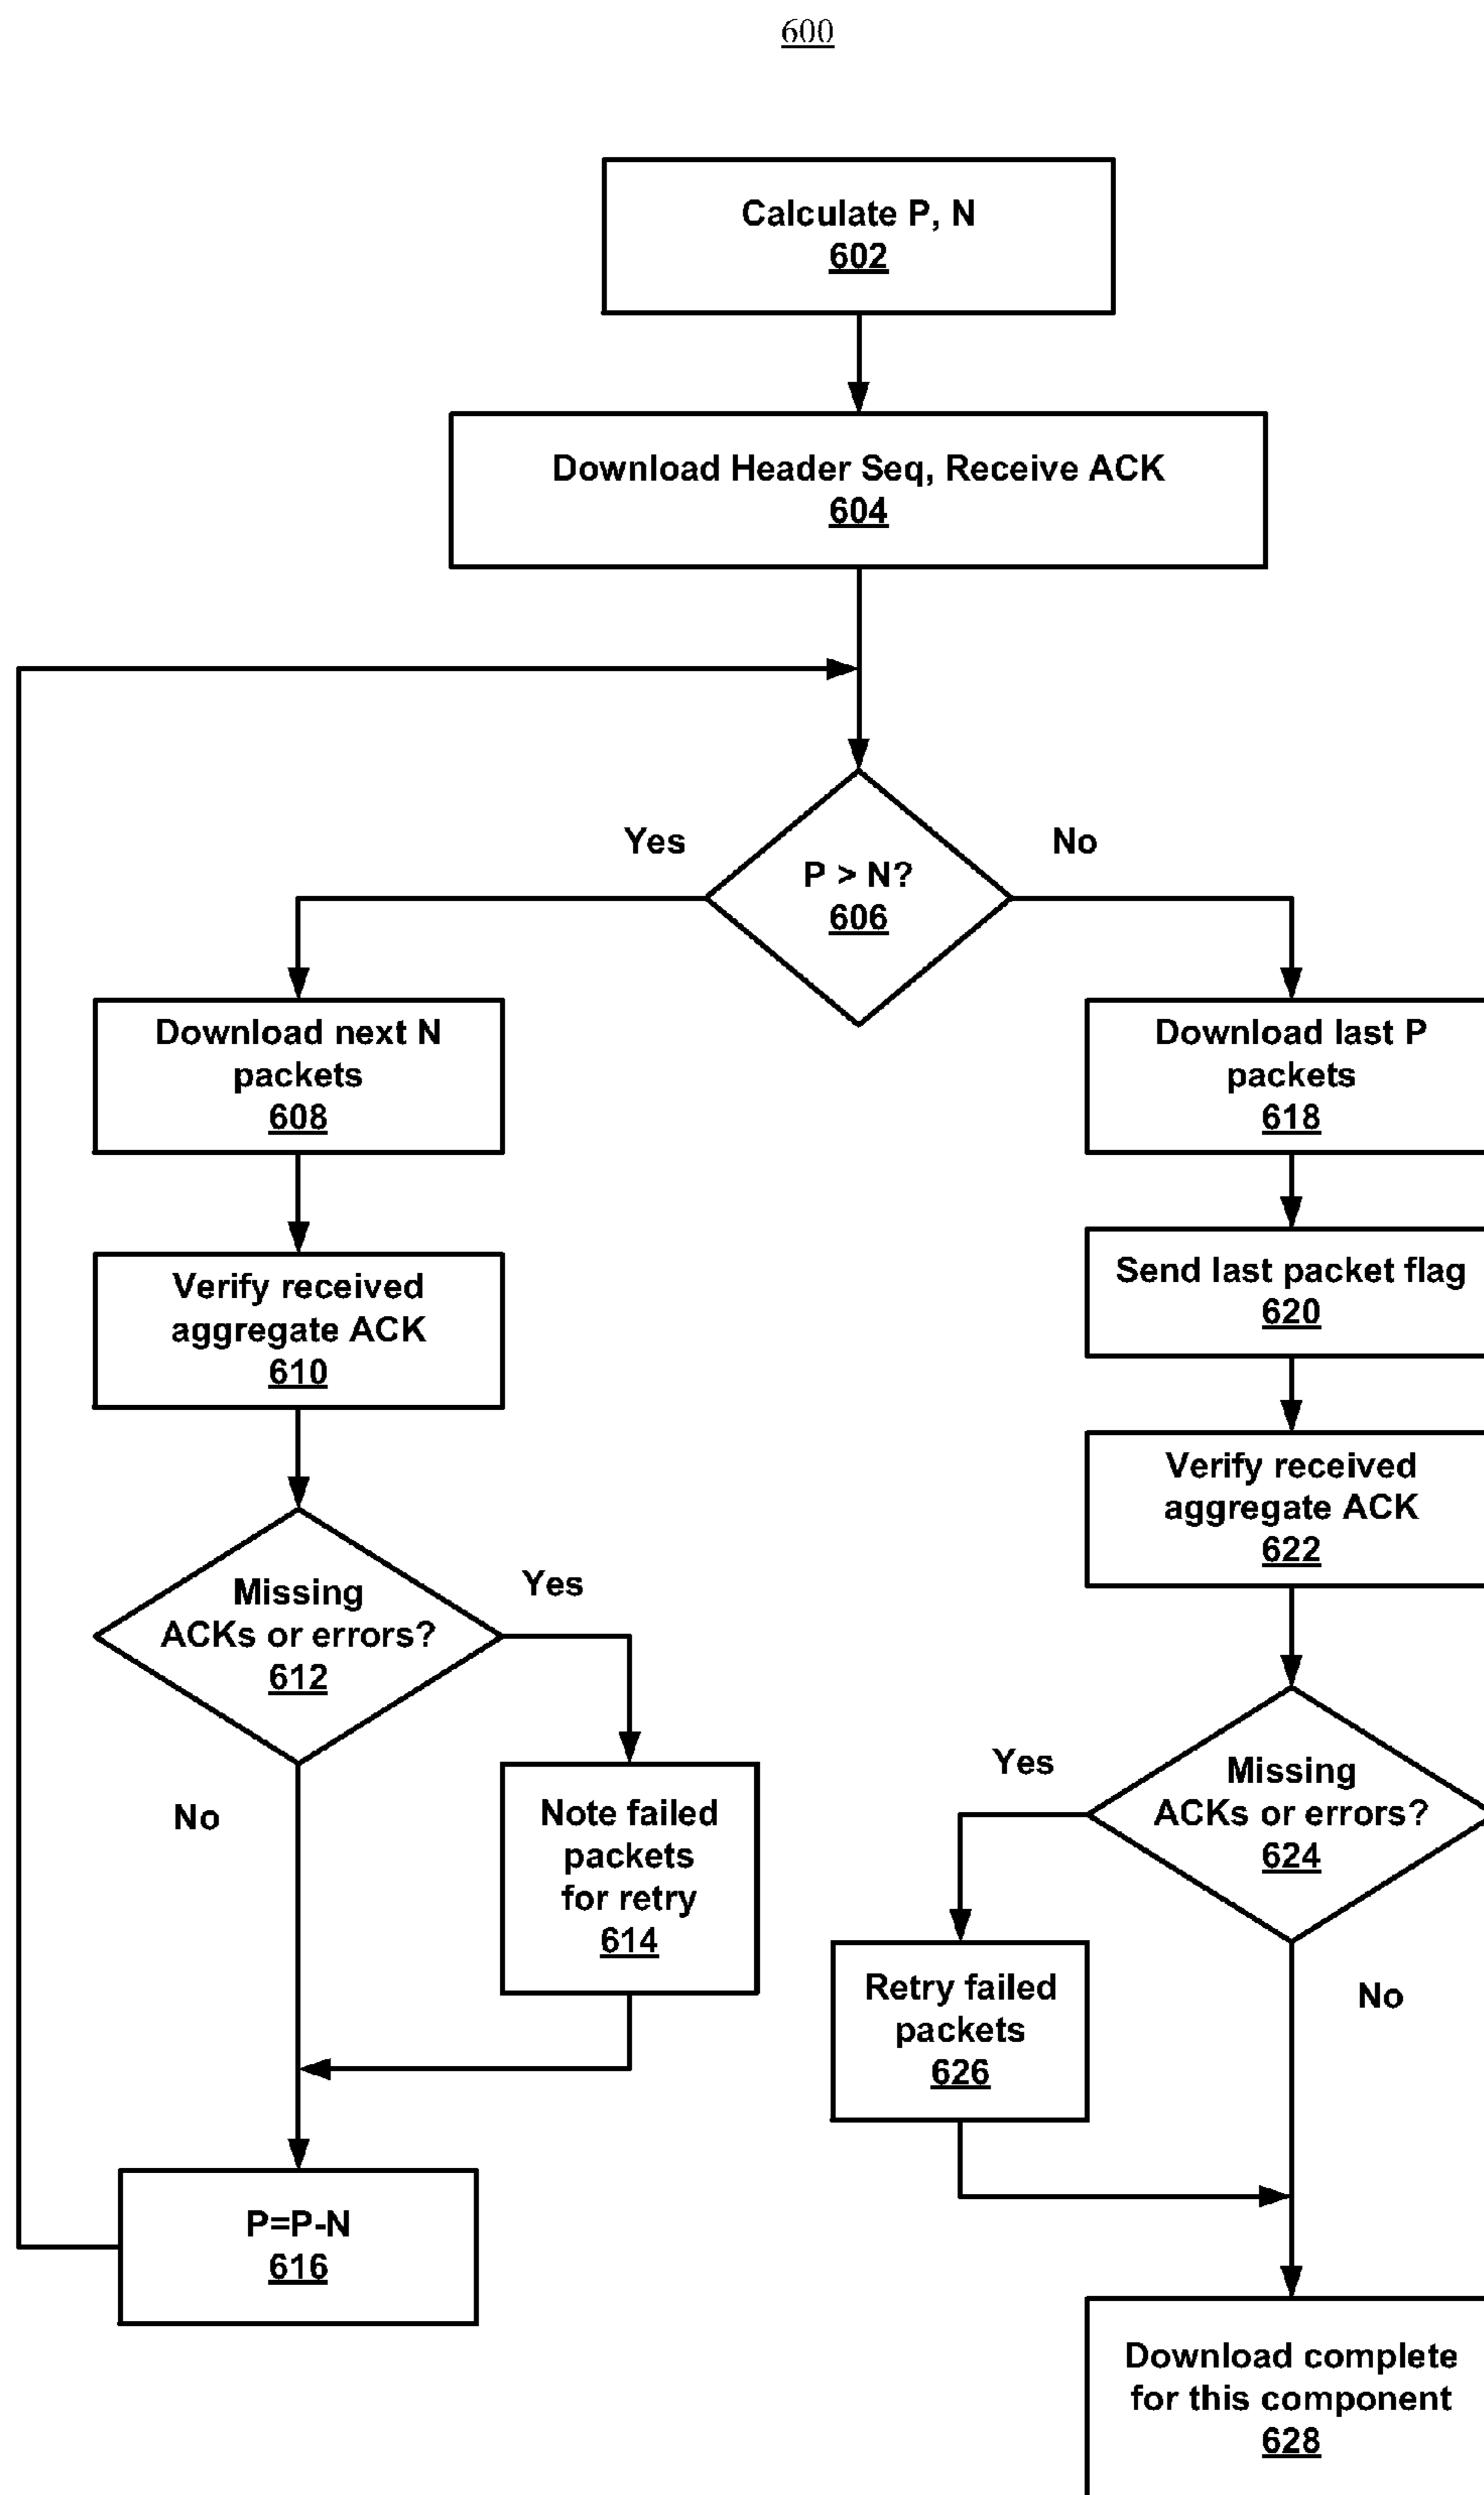 600
Calculate P, N
602
Download Header Seq, Receive ACK
604
Yes
P > N?
606
No
Download next N
packets
608
Verify received
aggregate ACK
610
Missing
ACKs or errors?
612
Yes
No
Note failed
packets
for retry
614
P=P-N
616
Download last P
packets
618
Send last packet flag
620
Verify received
aggregate ACK
622
Missing
ACKs or errors?
624
Yes
No
Retry failed
packets
626
Download complete
for this component
628